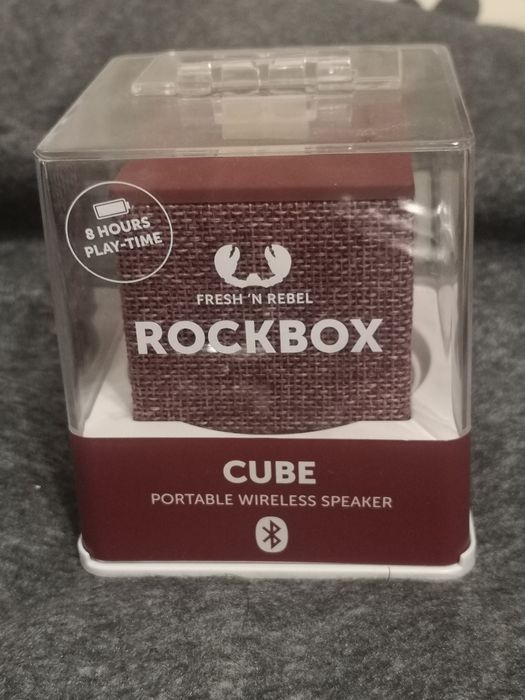 8 HOURS
PLAY-TIME
FRESH 'N REBEL
ROCKBOX
CUBE
PORTABLE WIRELESS SPEAKER